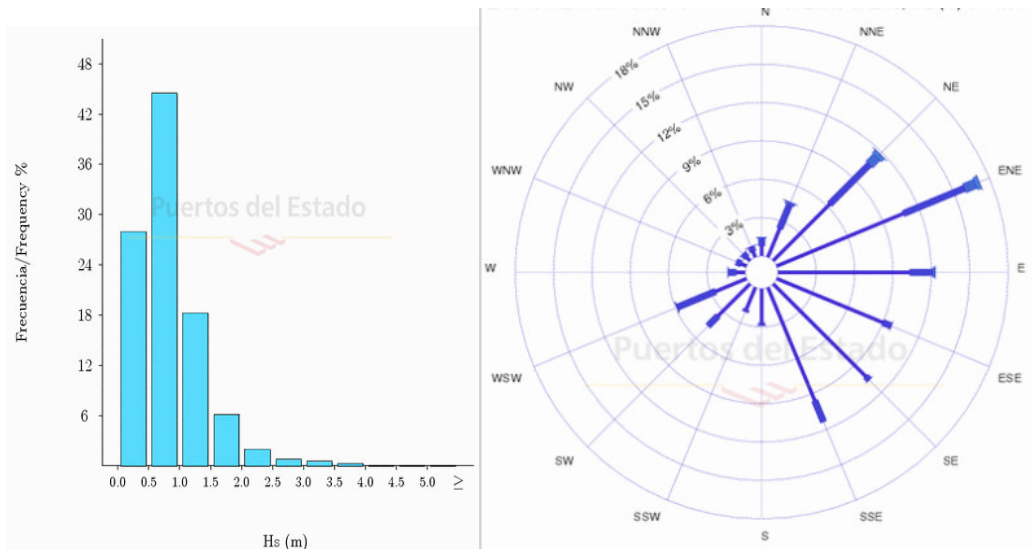 Frecuencia/Frequency %
48
42
36
30
24
18
12
6
0.0 0.5 1.0 1.5 2.0 2.5 3.0 3.5 4.0 4.5 5.0 ≥
Hs (m)
Puertos del Estado
N
NNE
NE
ENE
E
ESE
SE
SSE
S
SSW
SW
WSW
W
WNW
NW
NNW
18%
15%
12%
9%
6%
3%
Puertos del Estado